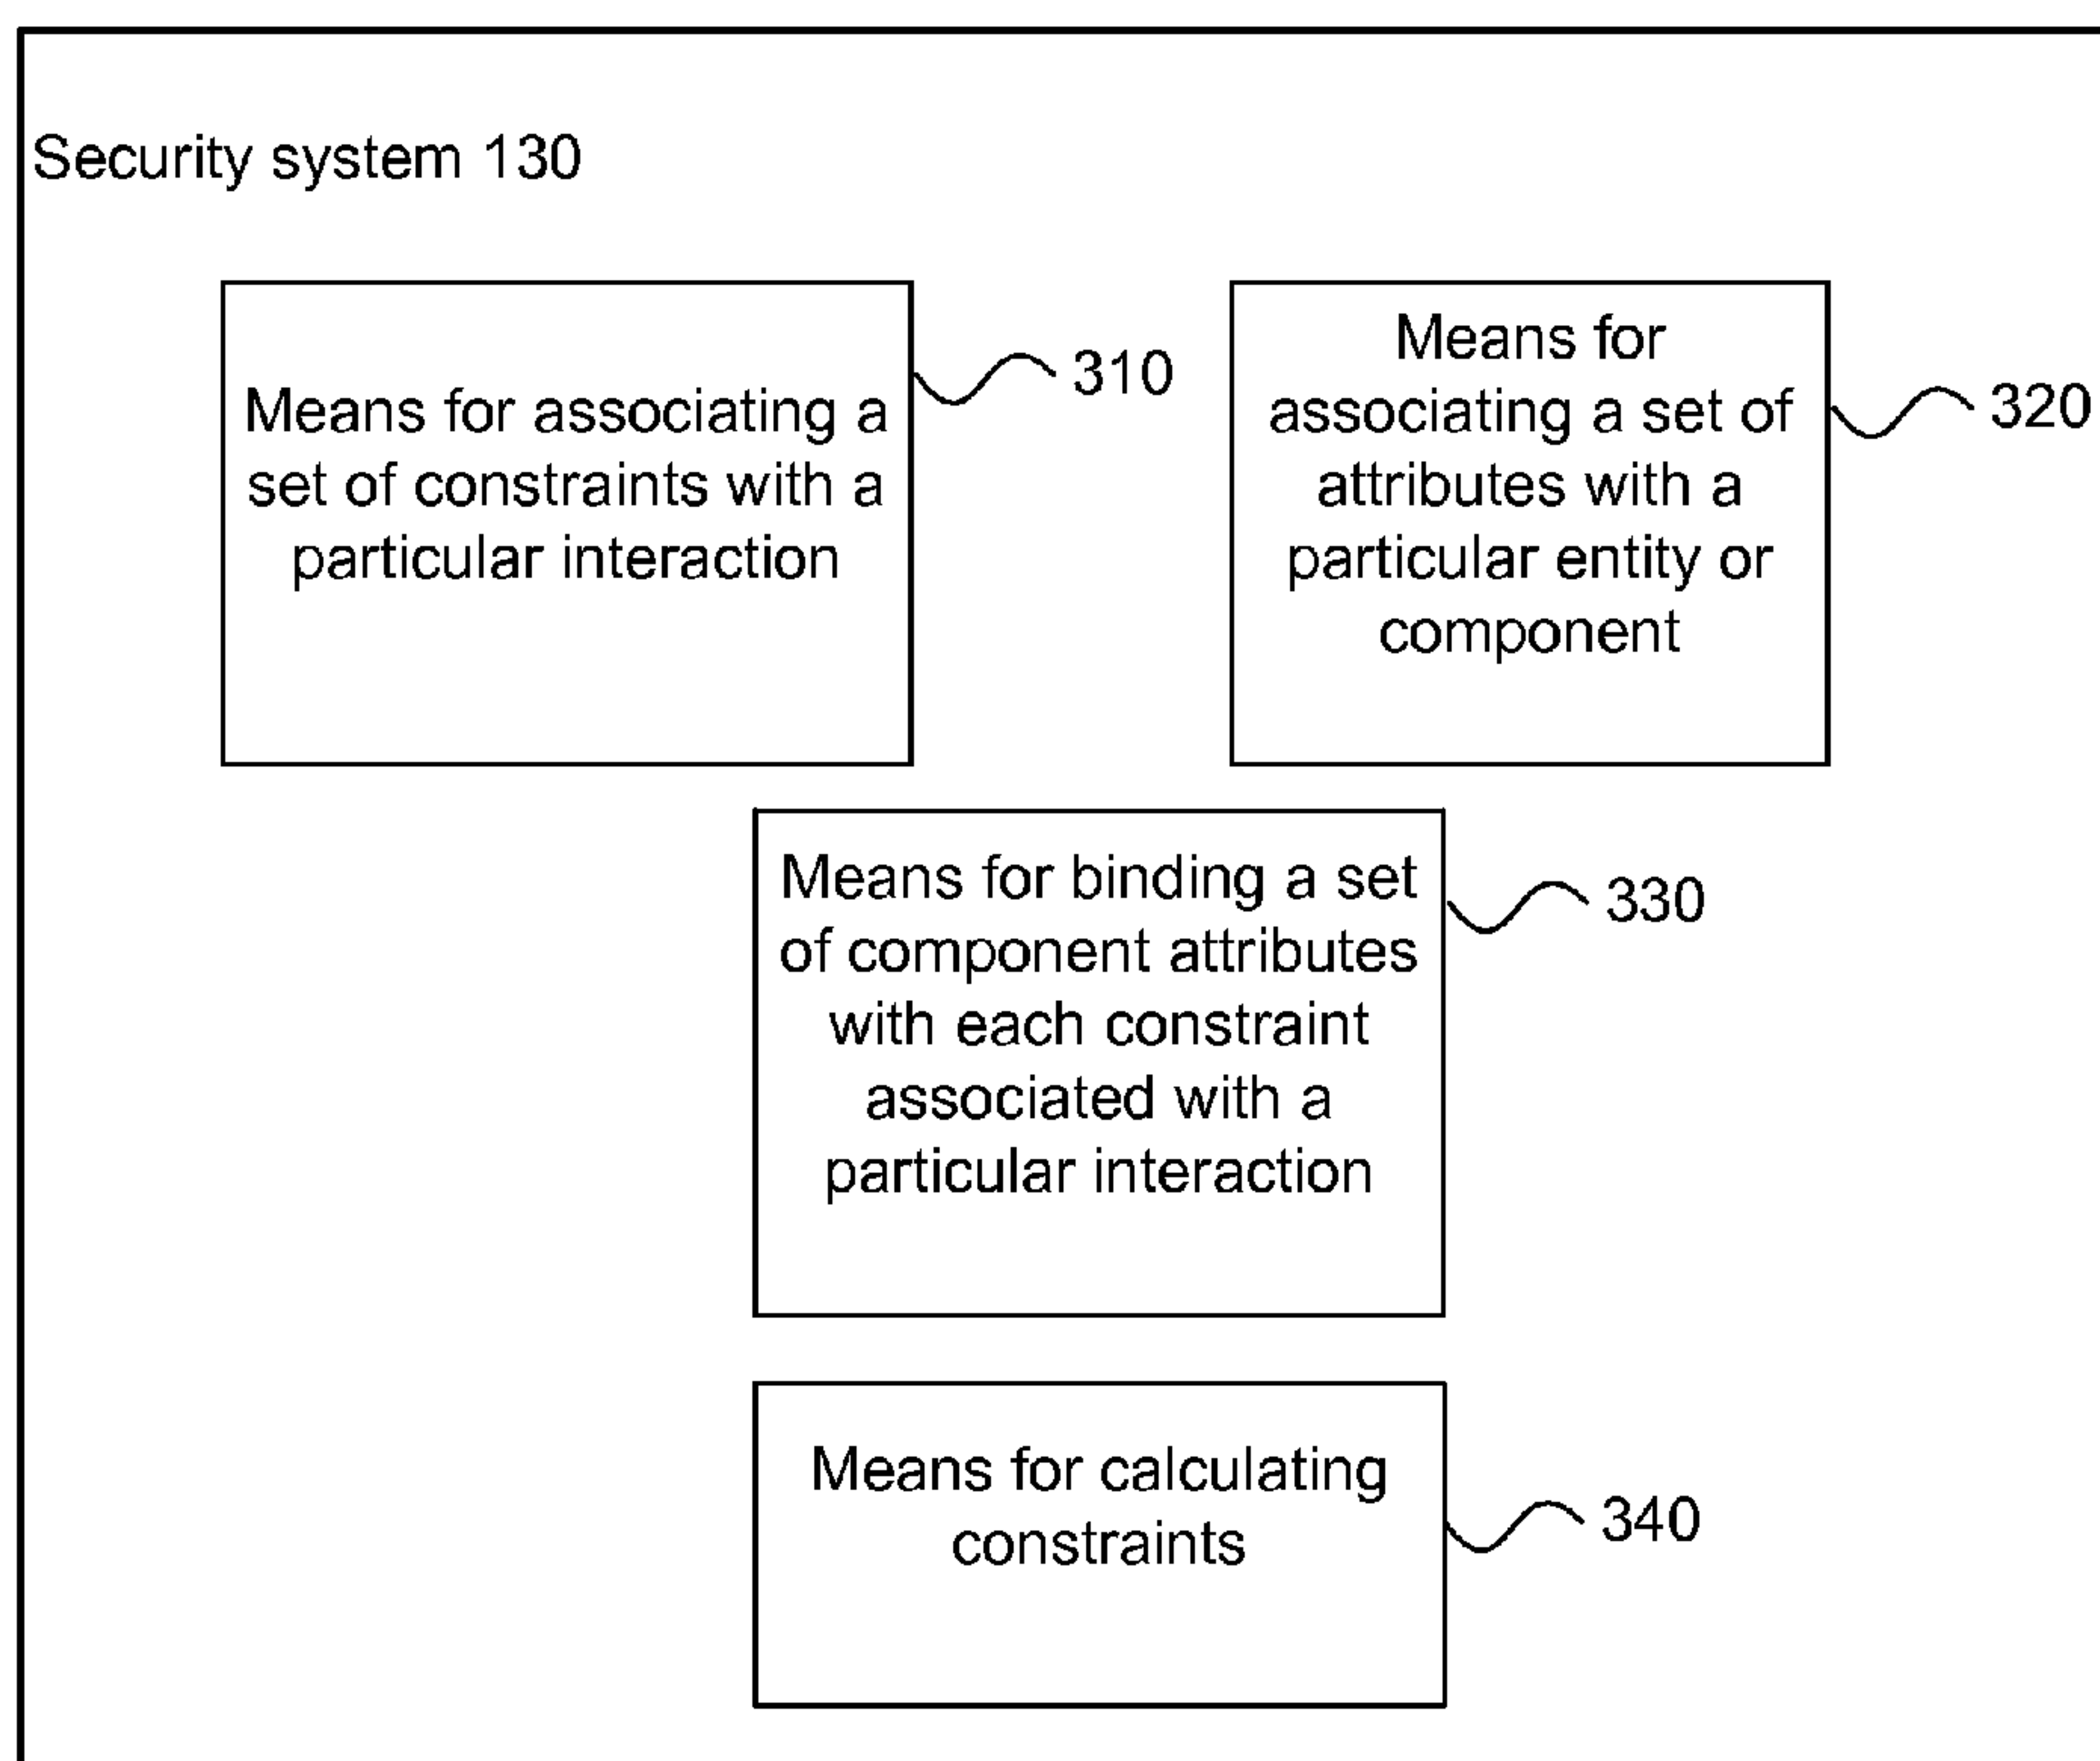 Security system 130
Means for associating a
set of constraints with a
particular interaction
310
Means for
associating a set of
attributes with a
particular entity or
component
320
Means for binding a set
of component attributes
with each constraint
associated with a
particular interaction
330
Means for calculating
constraints
340